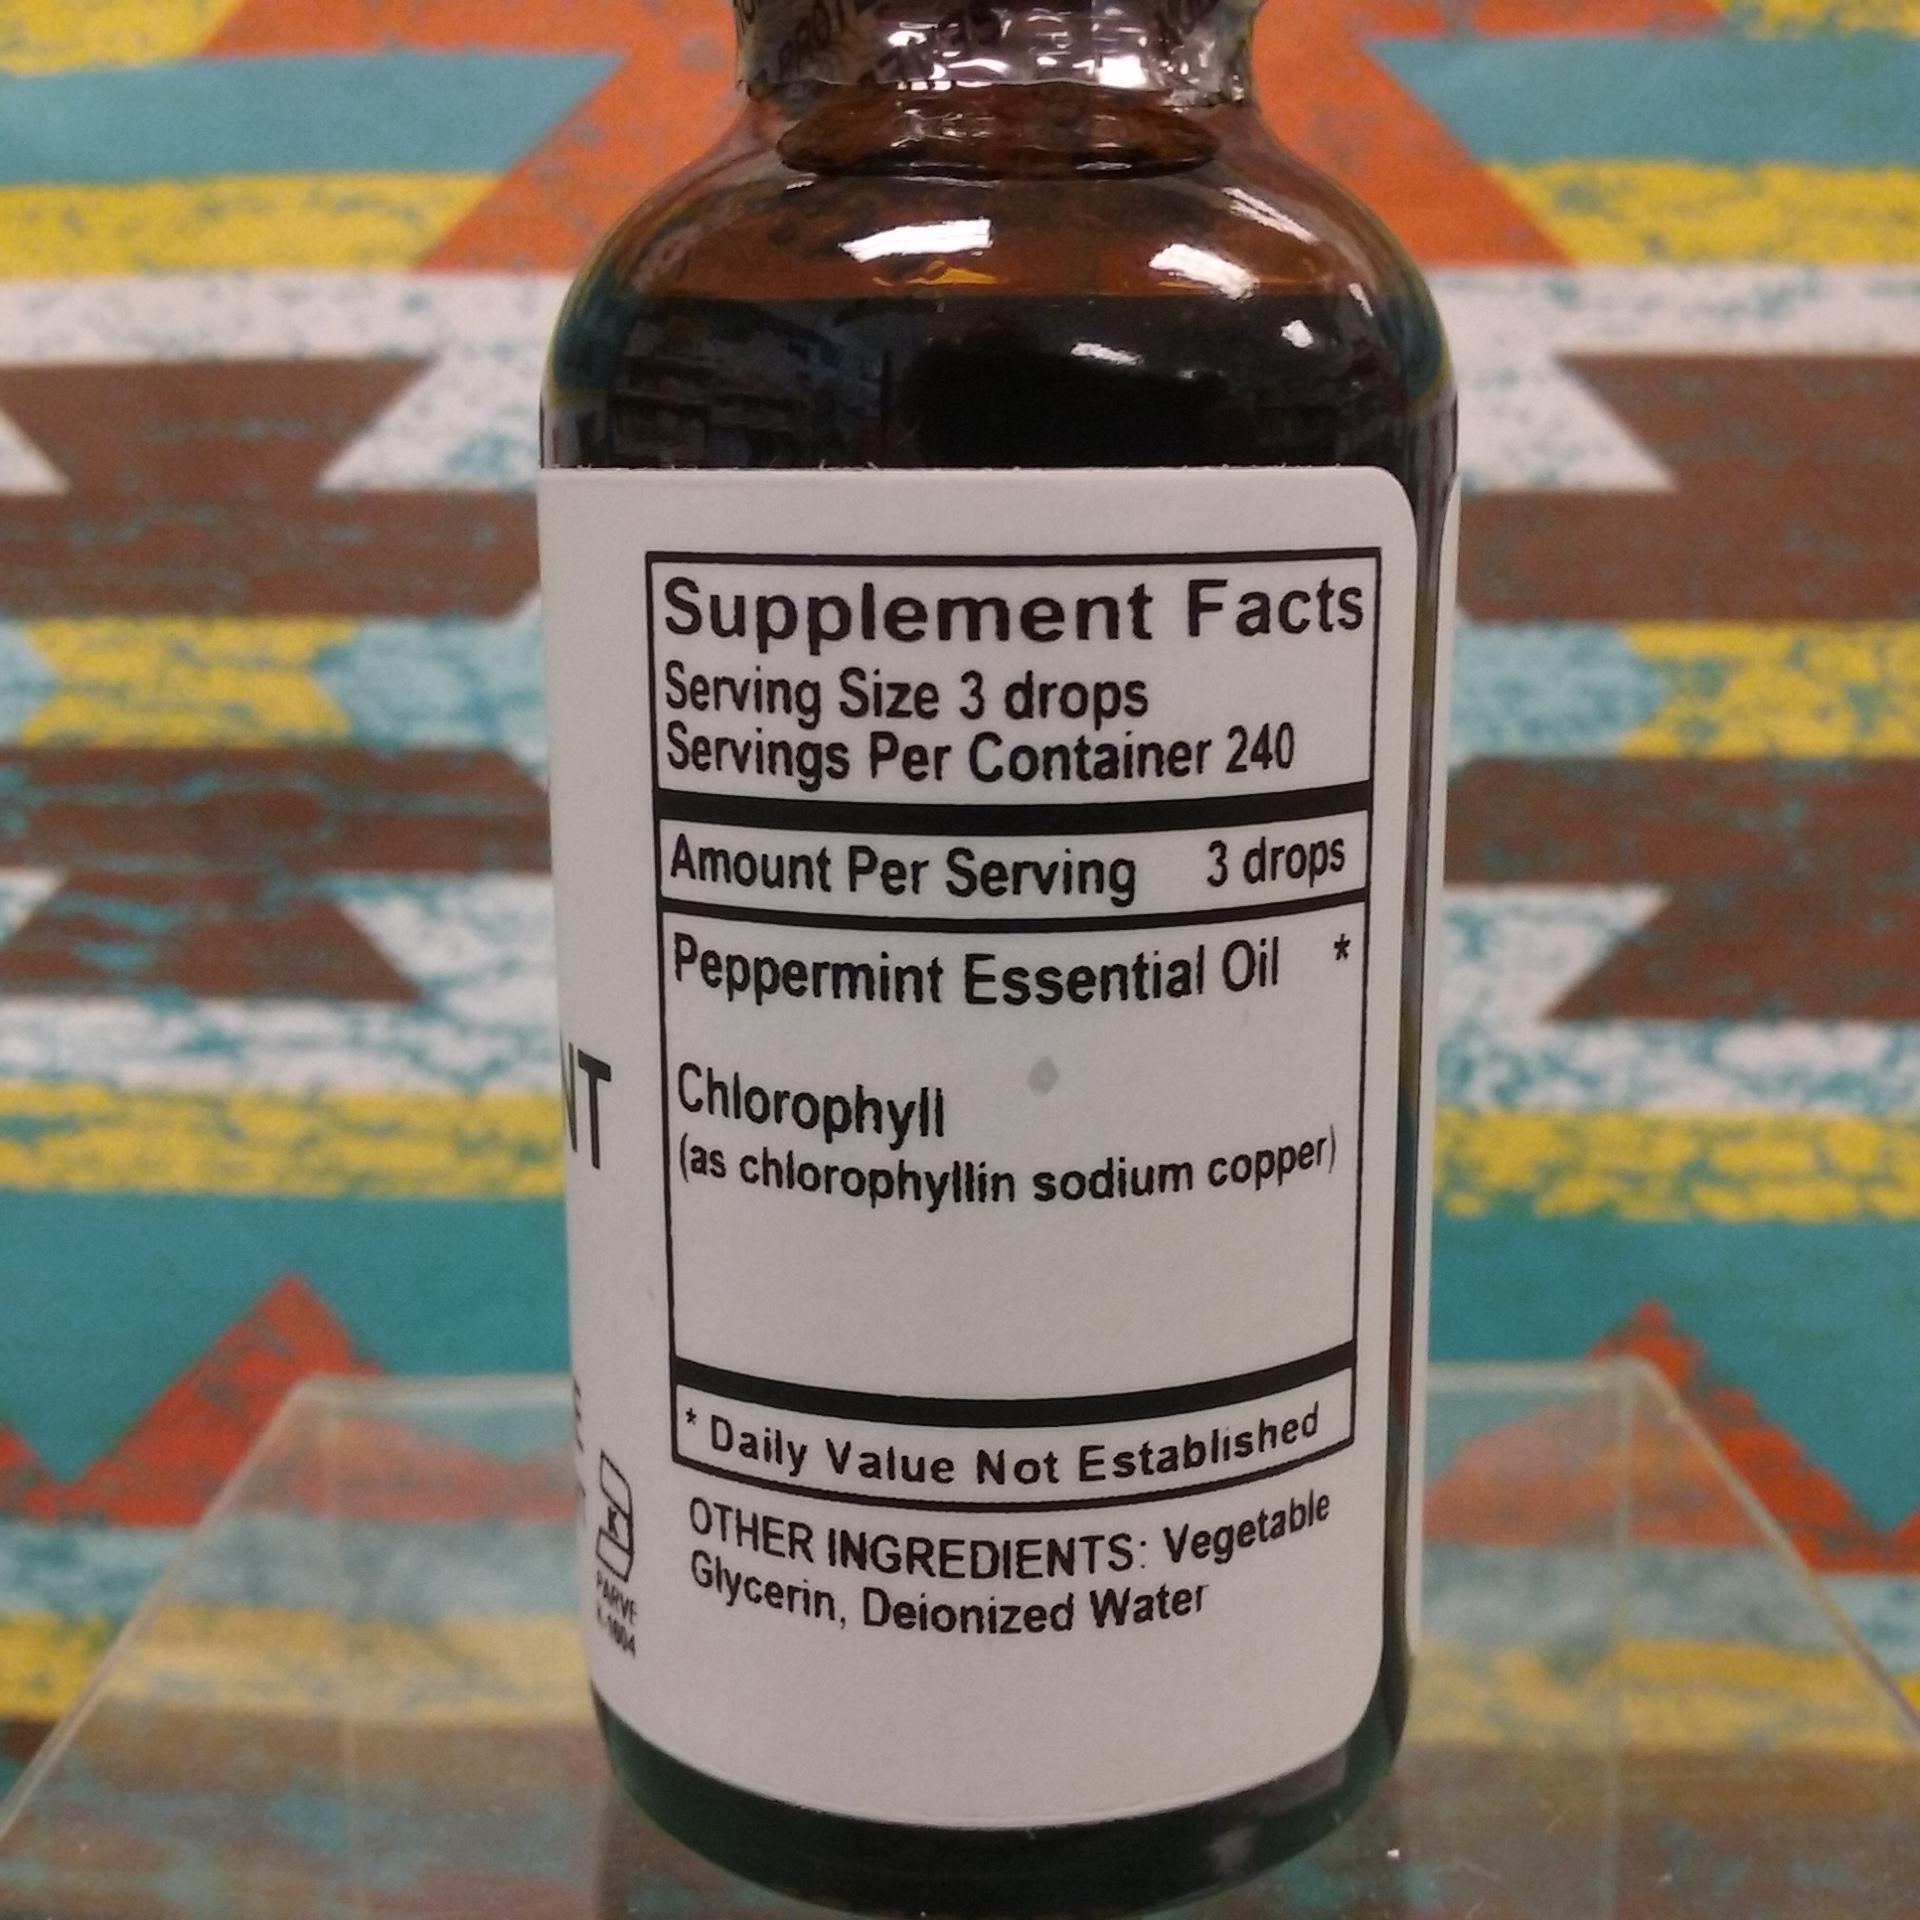 Supplement Facts
Serving Size 3 drops
Servings Per Container 240
Amount Per Serving 3 drops
Peppermint Essential Oil *
Chlorophyll
(as chlorophyllin sodium copper)
* Daily Value Not Established
OTHER INGREDIENTS: Vegetable
Glycerin, Deionized Water
NT
K
PARVE